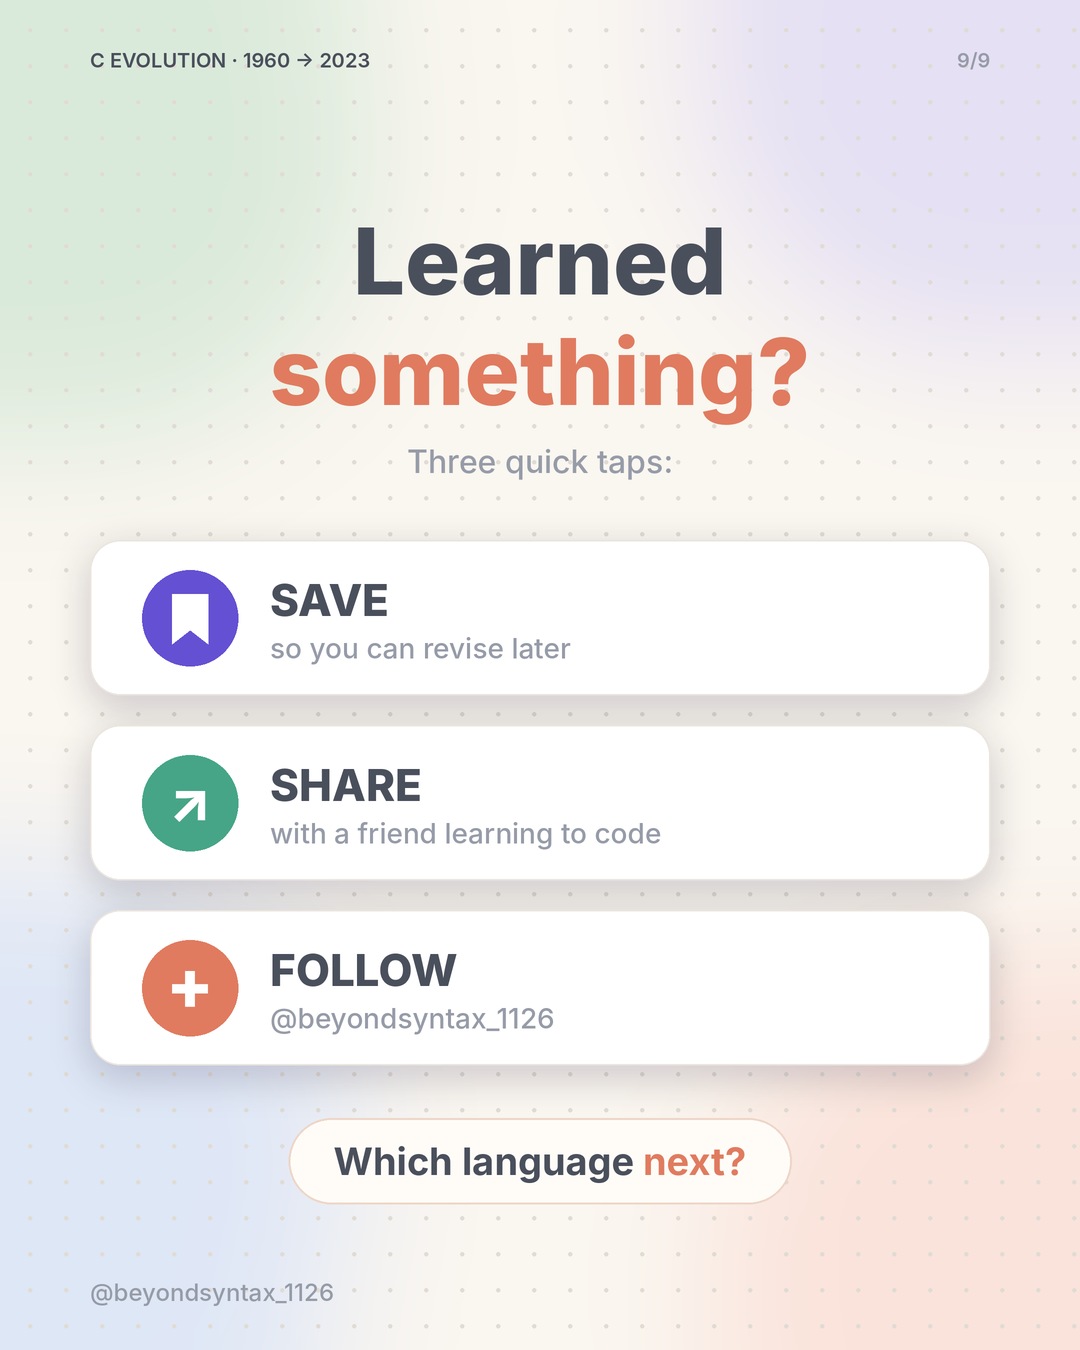 C EVOLUTION · 1960 → 2023
9/9
Learned
something?
Three quick taps:
SAVE
so you can revise later
SHARE
with a friend learning to code
FOLLOW
@beyondsyntax_1126
Which language next?
@beyondsyntax_1126